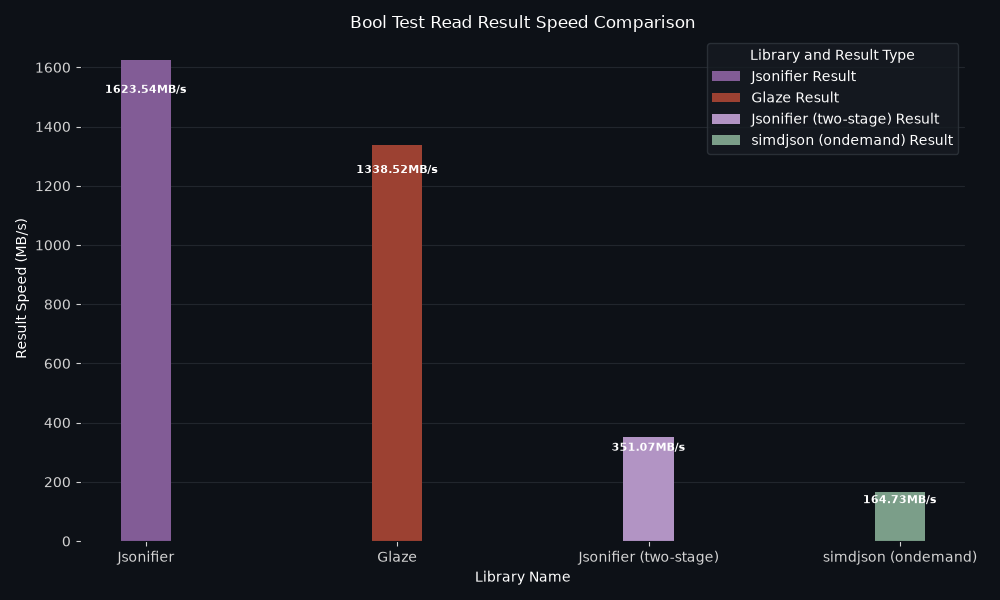 Bool Test Read Result Speed Comparison
Library and Result Type
Jsonifier Result
Glaze Result
Jsonifier (two-stage) Result
simdjson (ondemand) Result
Result Speed (MB/s)
1600
1400
1200
1000
800
600
400
200
0
1623.54MB/s
1338.52MB/s
351.07MB/s
164.73MB/s
Jsonifier
Glaze
Jsonifier (two-stage)
simdjson (ondemand)
Library Name